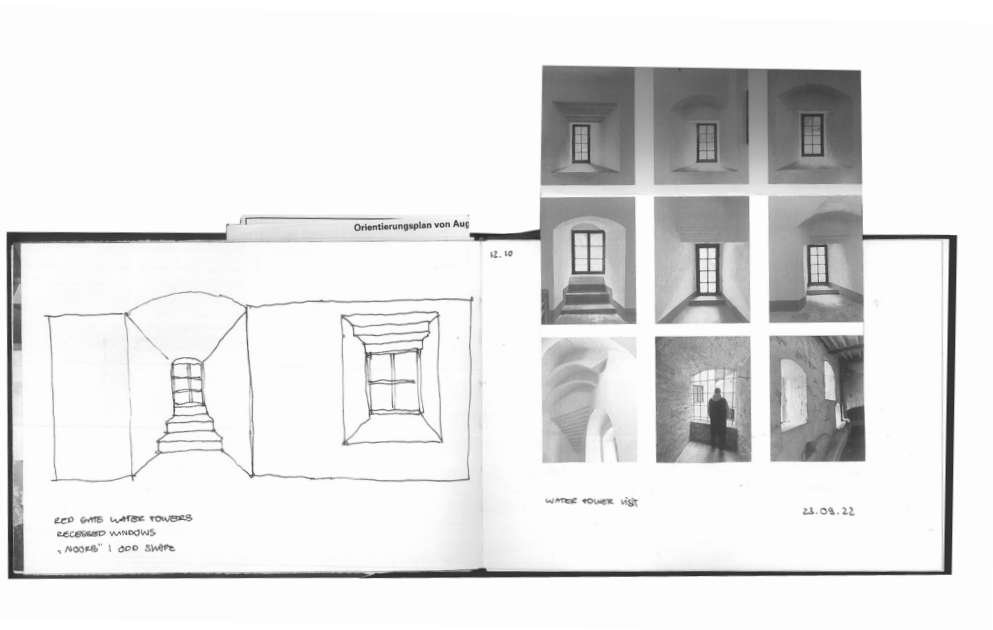 Orientierungsplan von Aug
12.10
RED GATE WATER TOWERS
RECESSED WINDOWS
„NOOKS" | ODD SHAPE
WATER TOWER VISIT
23.09.22